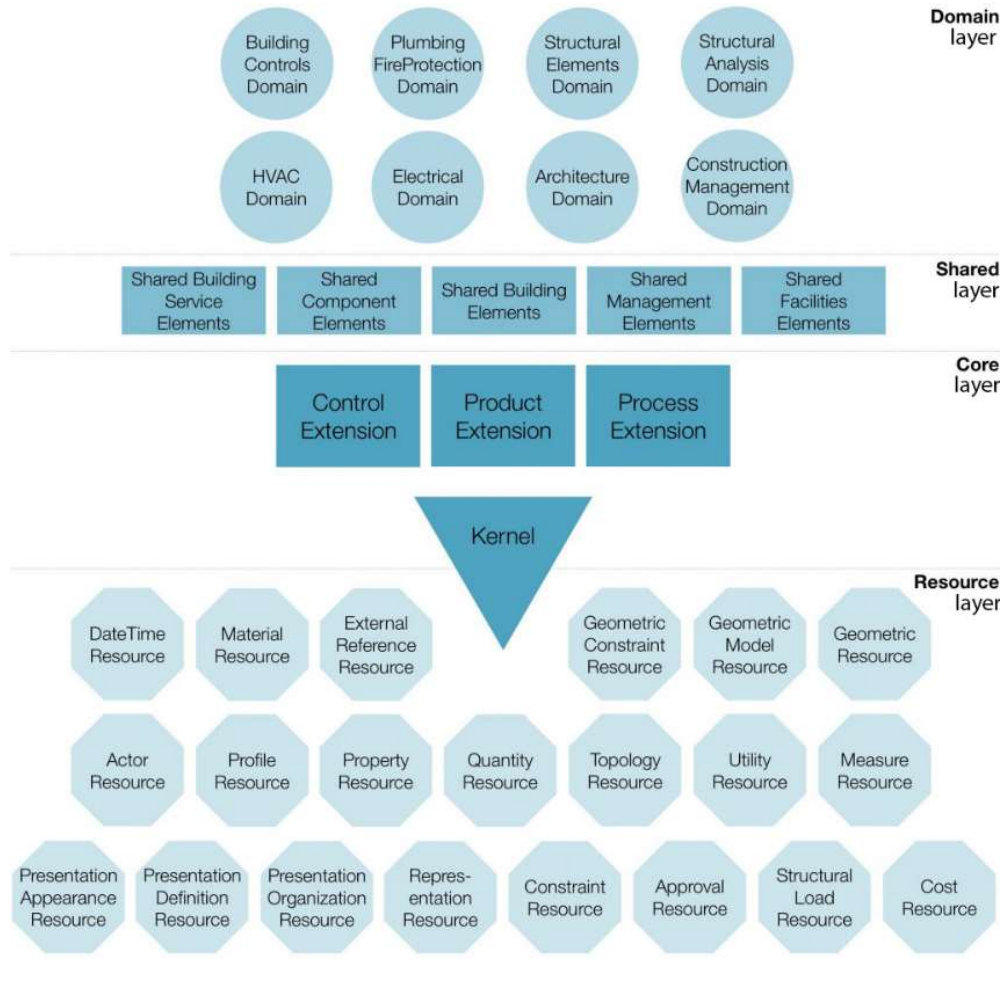 Domain
layer
Building
Controls
Domain
Plumbing
FireProtection
Domain
Structural
Elements
Domain
Structural
Analysis
Domain
HVAC
Domain
Electrical
Domain
Architecture
Domain
Construction
Management
Domain
Shared
layer
Shared Building
Service
Elements
Shared
Component
Elements
Shared Building
Elements
Shared
Management
Elements
Shared
Facilities
Elements
Core
layer
Control
Extension
Product
Extension
Process
Extension
Kernel
Resource
layer
DateTime
Resource
Material
Resource
External
Reference
Resource
Geometric
Constraint
Resource
Geometric
Model
Resource
Geometric
Resource
Actor
Resource
Profile
Resource
Property
Resource
Quantity
Resource
Topology
Resource
Utility
Resource
Measure
Resource
Presentation
Appearance
Resource
Presentation
Definition
Resource
Presentation
Organization
Resource
Repres-
entation
Resource
Constraint
Resource
Approval
Resource
Structural
Load
Resource
Cost
Resource